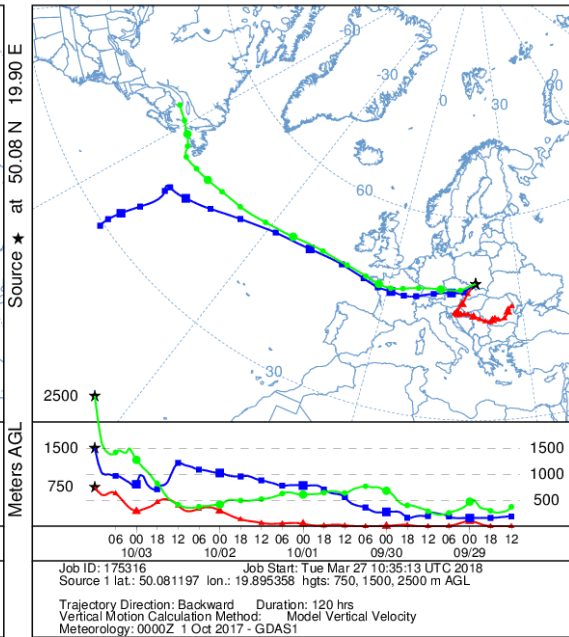 Source ★ at 50.08 N 19.90 E
-60
-30
0
30
60
60
30
Meters AGL
2500
1500
750
1500
1000
500
06 00 18 12 06 00 18 12 06 00 18 12 06 00 18 12 06 00 18 12
10/03 10/02 10/01 09/30 09/29
Job ID: 175316 Job Start: Tue Mar 27 10:35:13 UTC 2018
Source 1 lat.: 50.081197 lon.: 19.895358 hgts: 750, 1500, 2500 m AGL
Trajectory Direction: Backward Duration: 120 hrs
Vertical Motion Calculation Method: Model Vertical Velocity
Meteorology: 0000Z 1 Oct 2017 - GDAS1